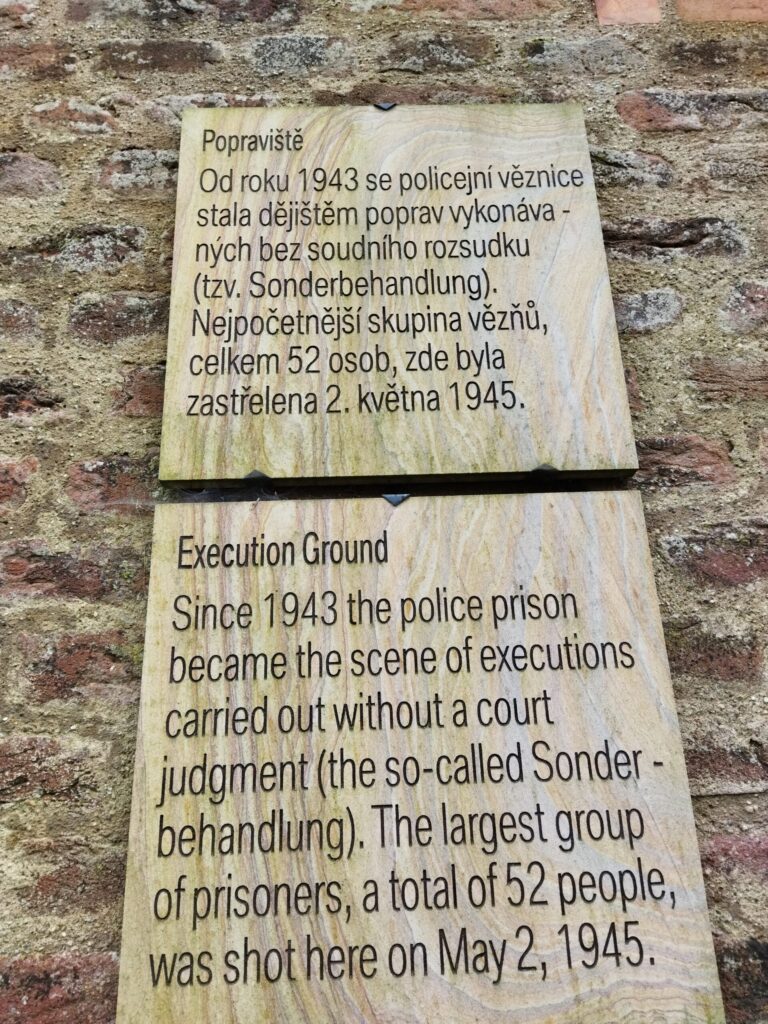 Popraviště
Od roku 1943 se policejní věznice
stala dějištěm poprav vykonáva -
ných bez soudního rozsudku
(tzv. Sonderbehandlung).
Nejpočetnější skupina vězňů,
celkem 52 osob, zde byla
zastřelena 2. května 1945.
Execution Ground
Since 1943 the police prison
became the scene of executions
carried out without a court
judgment (the so-called Sonder -
behandlung). The largest group
of prisoners, a total of 52 people,
was shot here on May 2, 1945.